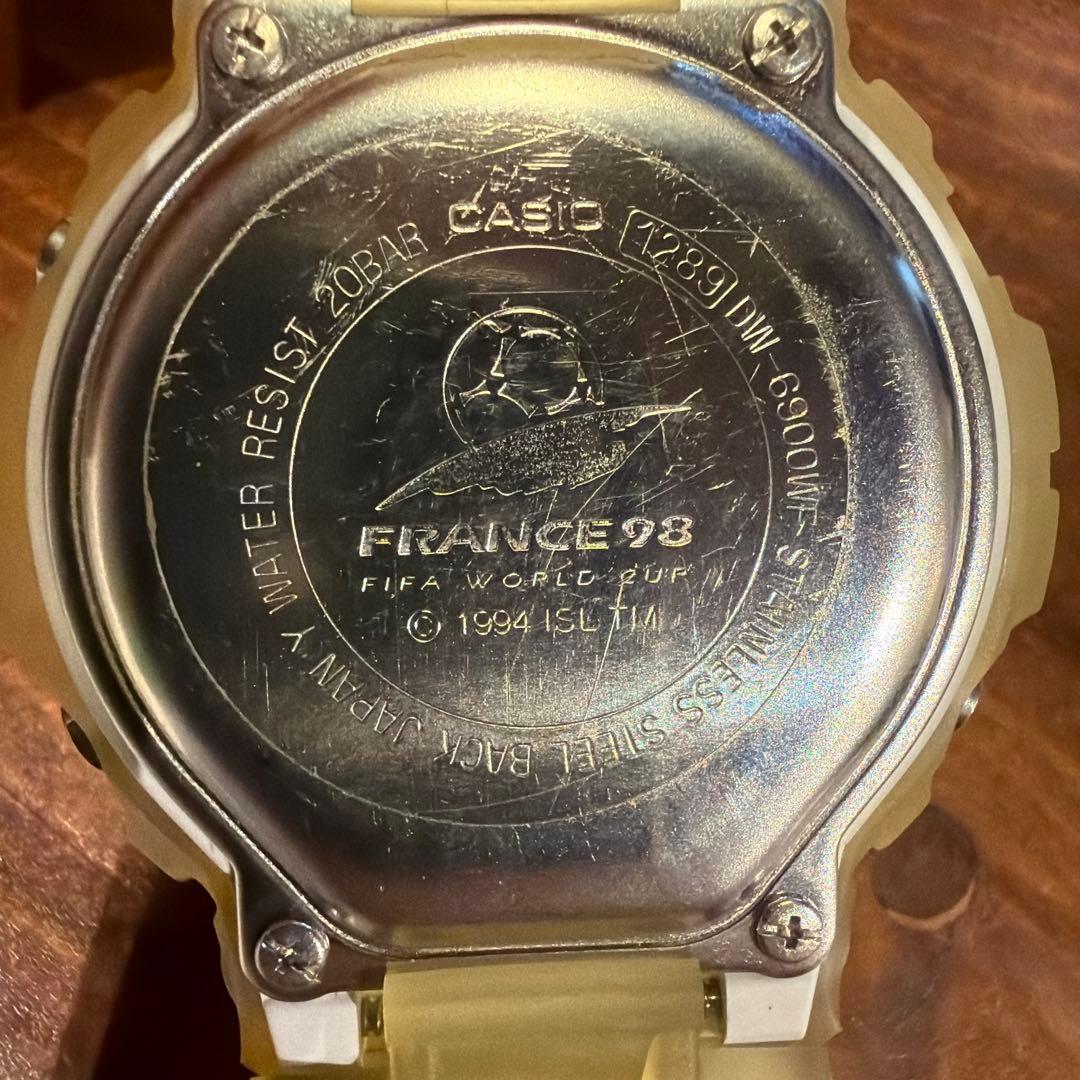 CASIO
1289 DW-6900WF STAINLESS STEEL BACK JAPAN Y WATER RESIST 20BAR
FRANCE 98
FIFA WORLD CUP
© 1994 ISL TM